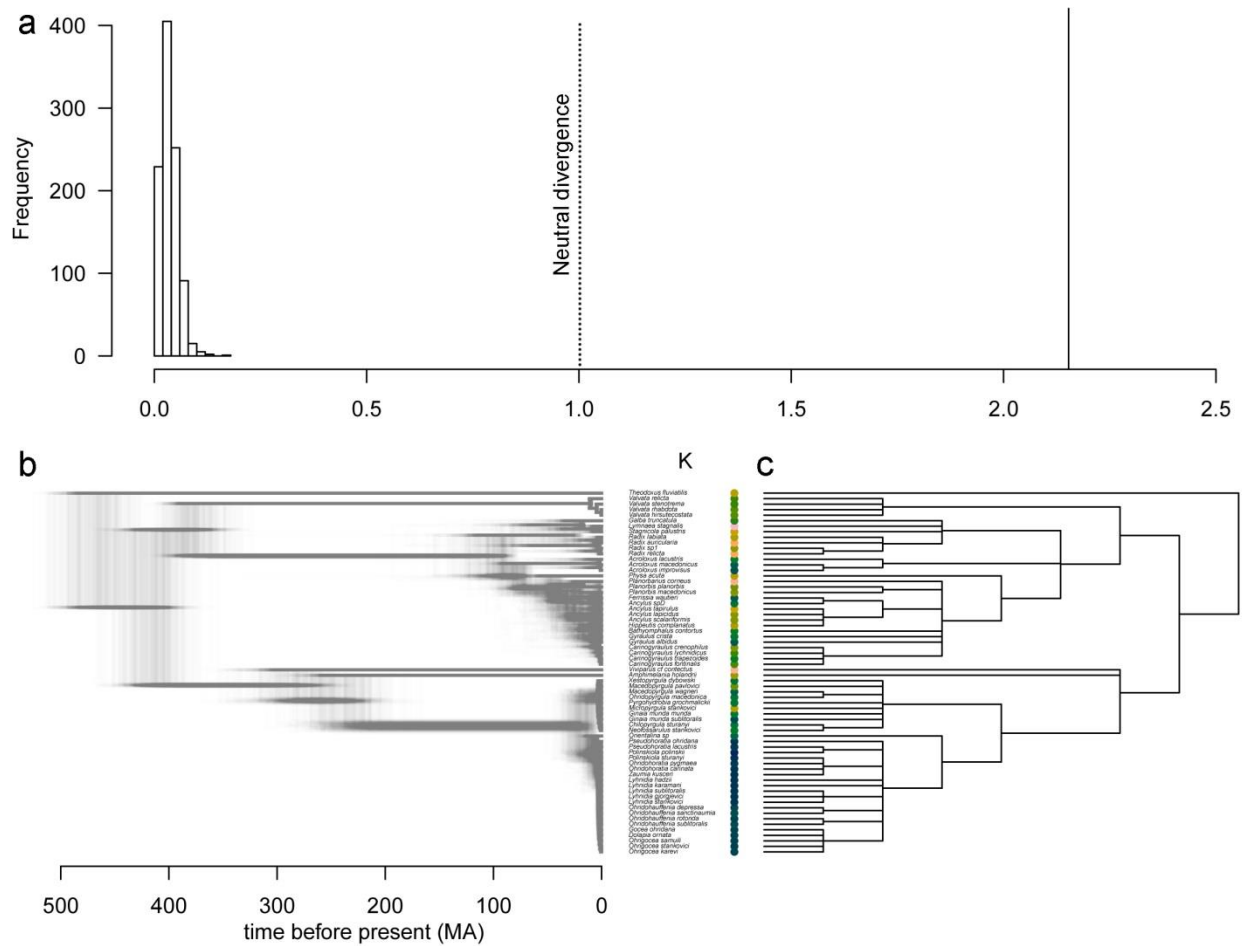 a
400
300
200
100
0
Frequency
Neutral divergence
0.0 0.5 1.0 1.5 2.0 2.5
b K c
Theodoxus fluviatilis
Valvata relicta
Valvata stenotrema
Valvata rhabdota
Valvata hirsutecostata
Galba truncatula
Lymnaea stagnalis
Stagnicola palustris
Radix labiata
Radix auricularia
Radix sp1
Radix relicta
Acroloxus lacustris
Acroloxus macedonicus
Acroloxus improvisus
Physa acuta
Planorbarius corneus
Planorbis planorbis
Planorbis macedonicus
Ferrissia wautieri
Ancylus spD
Ancylus tapirulus
Ancylus lapicidus
Ancylus scalariformis
Hippeutis complanatus
Bathyomphalus contortus
Gyraulus crista
Gyraulus albidus
Carinogyraulus crenophilus
Carinogyraulus lychnidicus
Carinogyraulus trapezoides
Carinogyraulus fontinalis
Viviparus cf contectus
Amphimelania holandrii
Xestopyrgula dybowski
Macedopyrgula pavlovici
Macedopyrgula wagneri
Ohridopyrgula macedonica
Pyrgohydrobia grochmalickii
Micropyrgula stankovici
Ginaia munda munda
Ginaia munda sublitoralis
Chilopyrgula sturanyi
Neofossarulus stankovici
Orientalina sp
Pseudohoratia ohridana
Pseudohoratia lacustris
Polinskiola polinskii
Polinskiola sturanyi
Ohridohoratia pygmaea
Ohridohoratia carinata
Zaumia kusceri
Lyhnidia hadzii
Lyhnidia karamani
Lyhnidia sublitoralis
Lyhnidia gjorgjevici
Lyhnidia stankovici
Ohridohauffenia depressa
Ohridohauffenia sanctinaumia
Ohridohauffenia rotonda
Ohridohauffenia sublitoralis
Gocea ohridana
Dolapia ornata
Ohrigocea samuili
Ohrigocea stankovici
Ohrigocea karevi
500 400 300 200 100 0
time before present (MA)